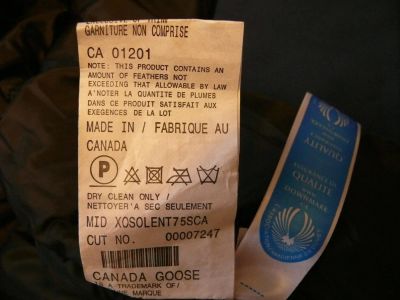 GARNITURE NON COMPRISE
CA 01201
NOTE: THIS PRODUCT CONTAINS AN
AMOUNT OF FEATHERS NOT
EXCEEDING THAT ALLOWABLE BY LAW
A'NOTER LA QUANTITE DE PLUMES
DANS CE PRODUIT SATISFAIT AUX
EXEGENCES DE LA LOT
MADE IN / FABRIQUE AU
CANADA
P
DRY CLEAN ONLY /
NETTOYER'A SEC SEULEMENT
MID XOSOLENT75SCA
CUT NO. 00007247
CANADA GOOSE
IS A TRADEMARK OF/
UNE MARQUE
QUALITY
QUALITE
DOWNMARK